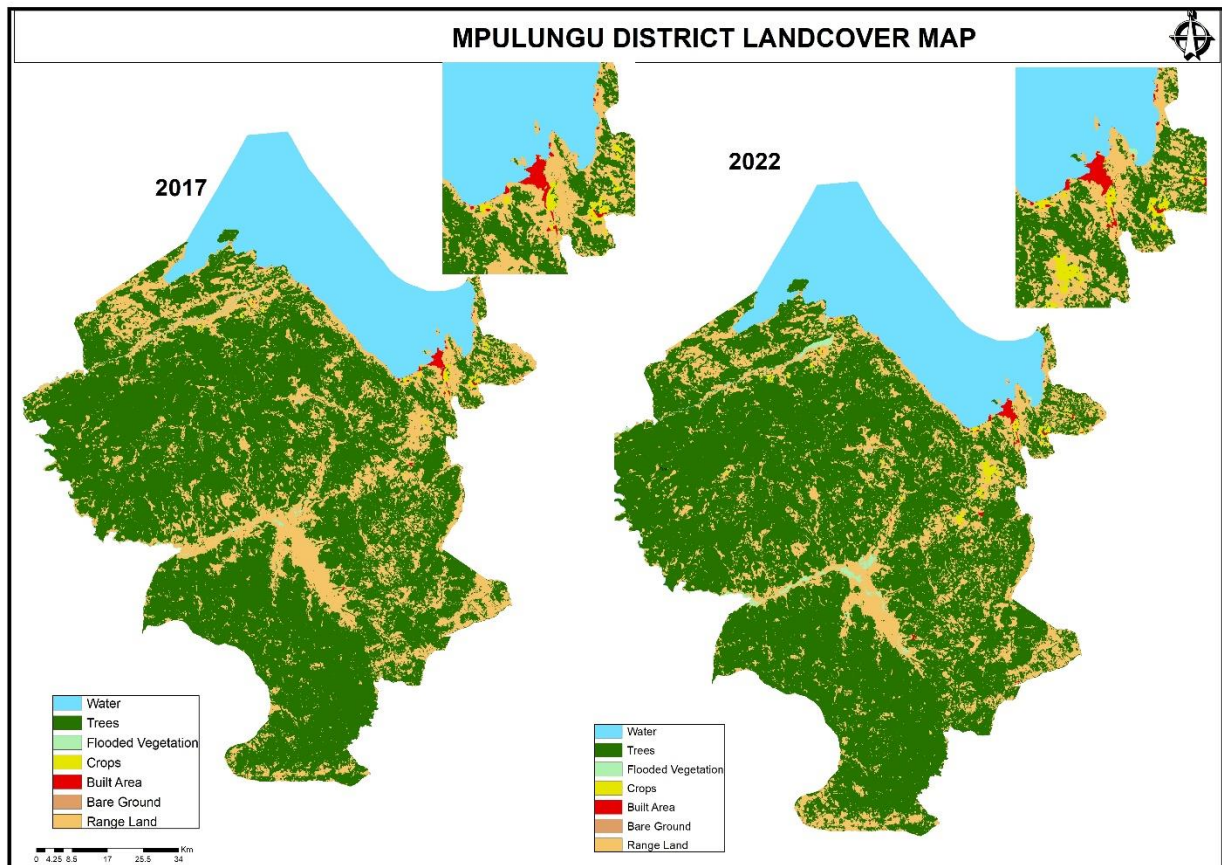 MPULUNGU DISTRICT LANDCOVER MAP
N
2017
2022
Water
Trees
Flooded Vegetation
Crops
Built Area
Bare Ground
Range Land
Water
Trees
Flooded Vegetation
Crops
Built Area
Bare Ground
Range Land
Km
0 4.25 8.5 17 25.5 34